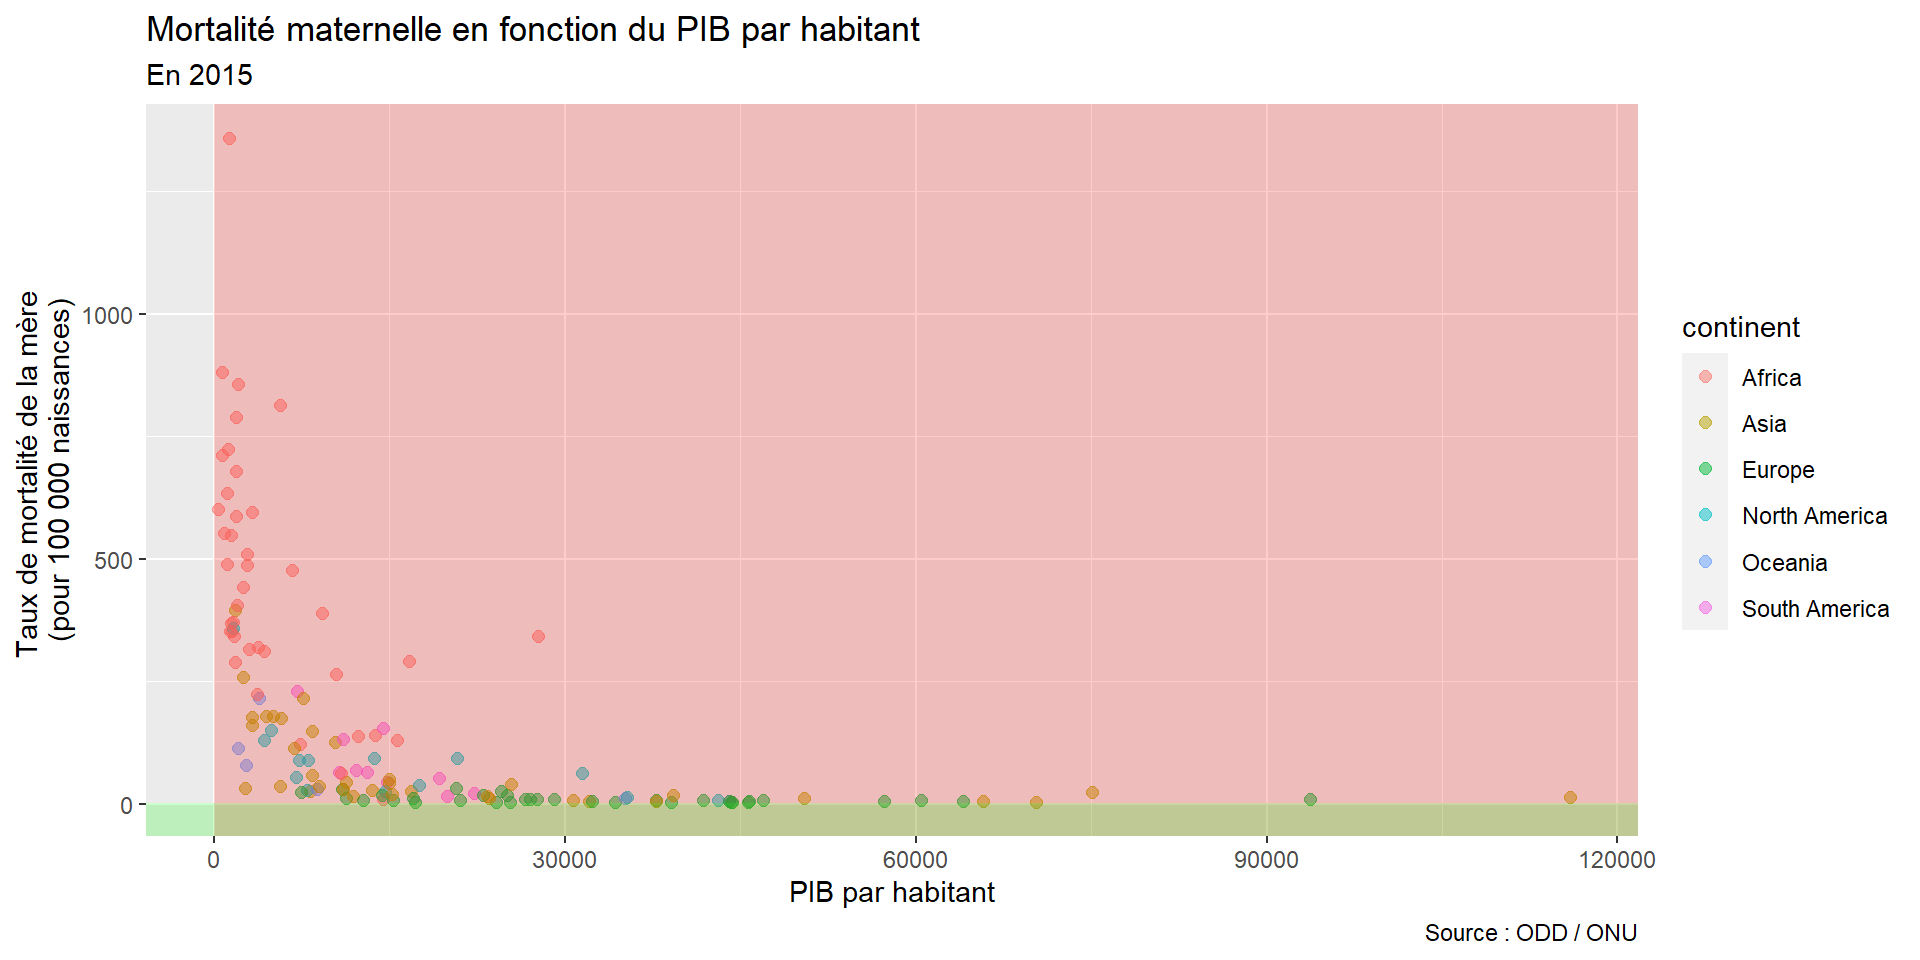 Mortalité maternelle en fonction du PIB par habitant
En 2015
Taux de mortalité de la mère
(pour 100 000 naissances)
1000
500
0
0
30000
60000
90000
120000
PIB par habitant
continent
Africa
Asia
Europe
North America
Oceania
South America
Source : ODD / ONU